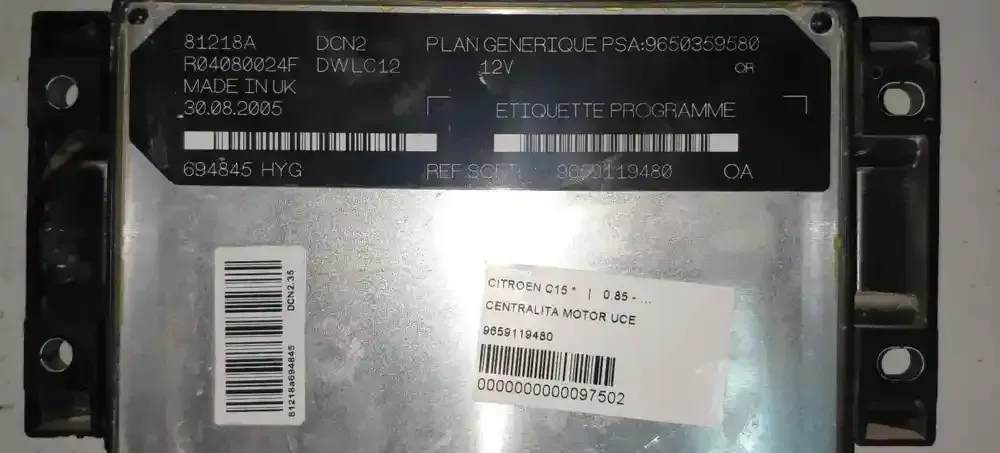 81218A DCN2 PLAN GENERIQUE PSA:9650359580
R04080024F DWLC12 12V OR
MADE IN UK
30.08.2005 ETIQUETTE PROGRAMME
694845 HYG REF SOFT 9659119480 OA
81218a694845 DCN2.35
CITROEN C15 * | 0.85 - ...
CENTRALITA MOTOR UCE
9659119480
0000000000097502